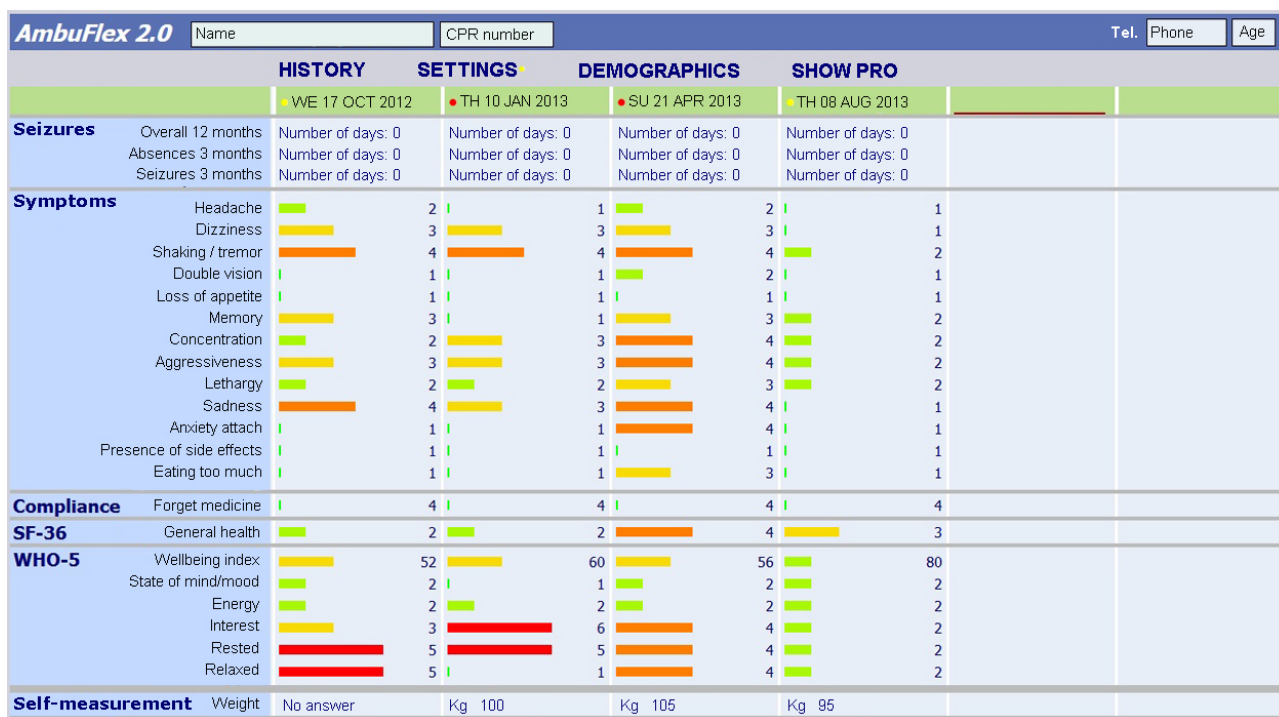 AmbuFlex 2.0 Name CPR number Tel. Phone Age
HISTORY SETTINGS DEMOGRAPHICS SHOW PRO
WE 17 OCT 2012 TH 10 JAN 2013 SU 21 APR 2013 TH 08 AUG 2013
Seizures Overall 12 months Number of days: 0 Number of days: 0 Number of days: 0 Number of days: 0
Absences 3 months Number of days: 0 Number of days: 0 Number of days: 0 Number of days: 0
Seizures 3 months Number of days: 0 Number of days: 0 Number of days: 0 Number of days: 0
Symptoms Headache 2 1 2 1
Dizziness 3 3 3 1
Shaking / tremor 4 4 4 2
Double vision 1 1 2 1
Loss of appetite 1 1 1 1
Memory 3 1 3 2
Concentration 2 3 4 2
Aggressiveness 3 3 4 2
Lethargy 2 2 3 2
Sadness 4 3 4 1
Anxiety attach 1 1 4 1
Presence of side effects 1 1 1 1
Eating too much 1 1 3 1
Compliance Forget medicine 4 4 4 4
SF-36 General health 2 2 4 3
WHO-5 Wellbeing index 52 60 56 80
State of mind/mood 2 1 2 2
Energy 2 2 2 2
Interest 3 6 4 2
Rested 5 5 4 2
Relaxed 5 1 4 2
Self-measurement Weight No answer Kg 100 Kg 105 Kg 95